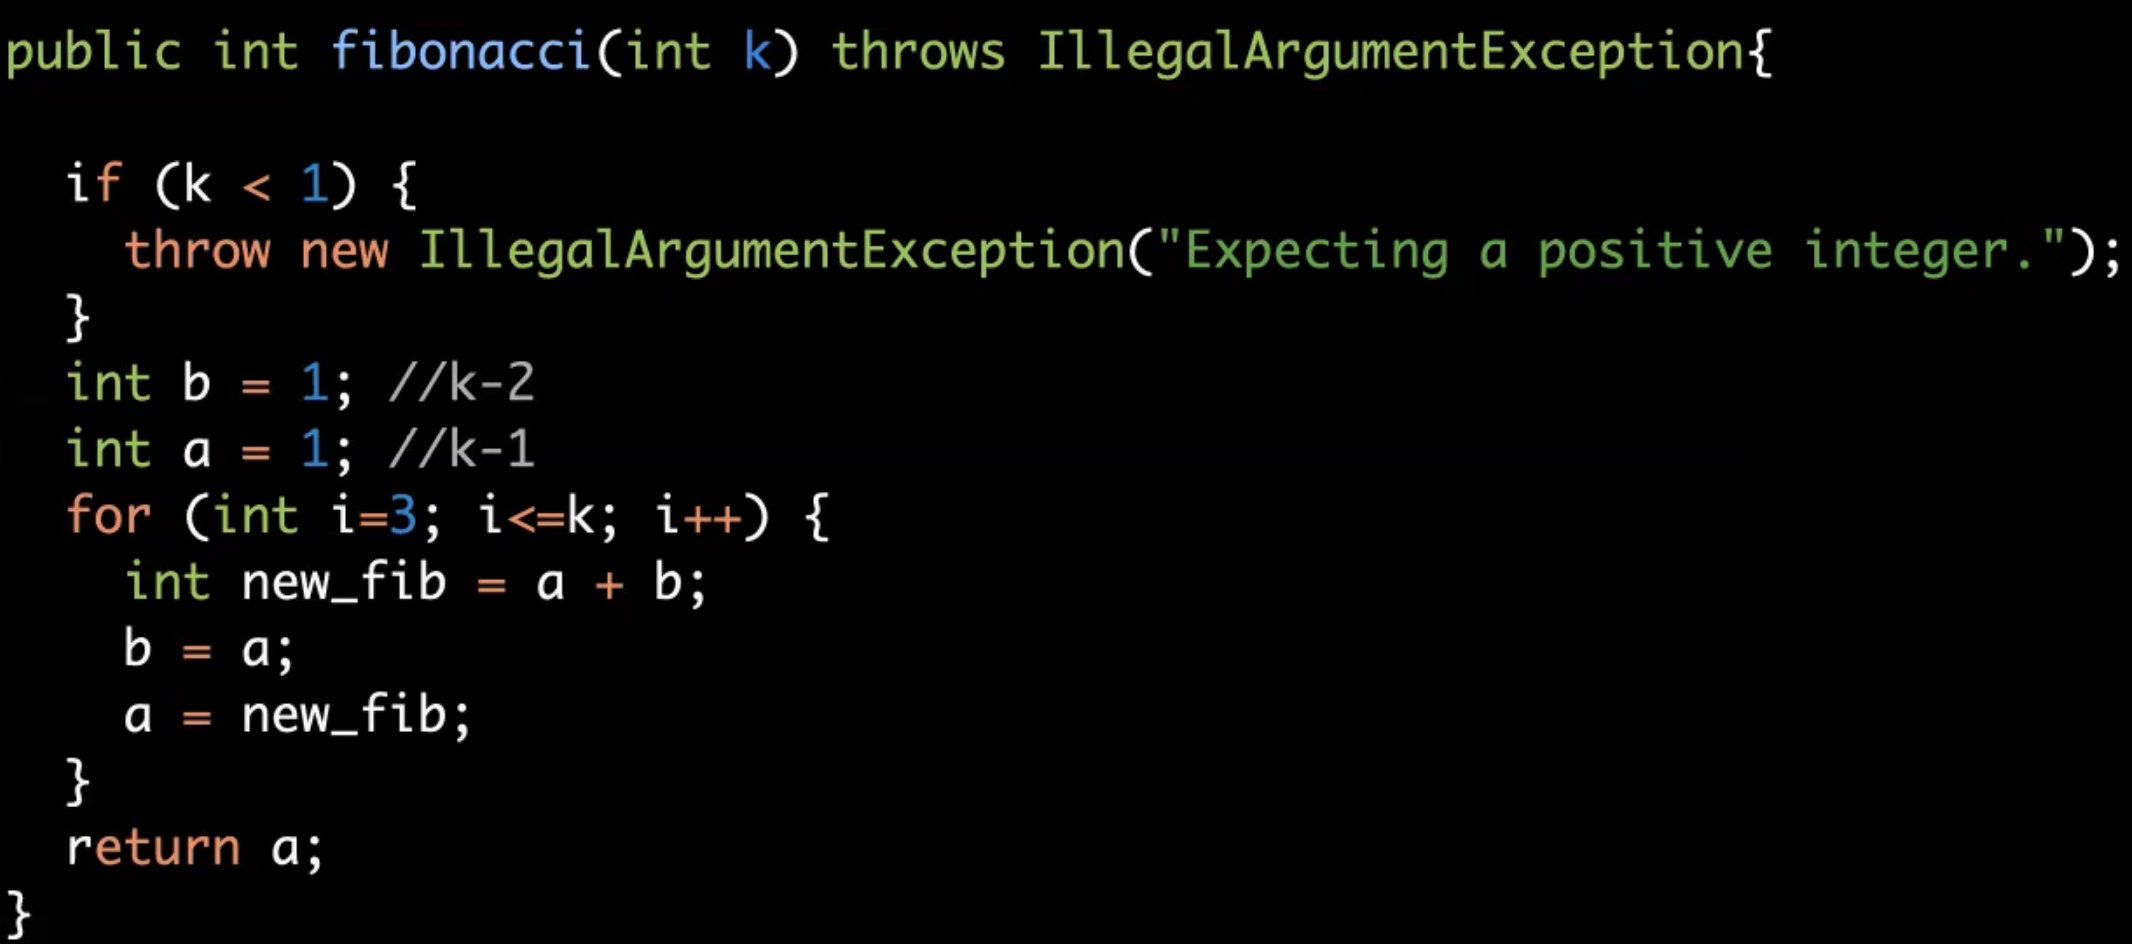 public int fibonacci(int k) throws IllegalArgumentException{
if (k < 1) {
throw new IllegalArgumentException("Expecting a positive integer.");
}
int b = 1; //k-2
int a = 1; //k-1
for (int i=3; i<=k; i++) {
int new_fib = a + b;
b = a;
a = new_fib;
}
return a;
}